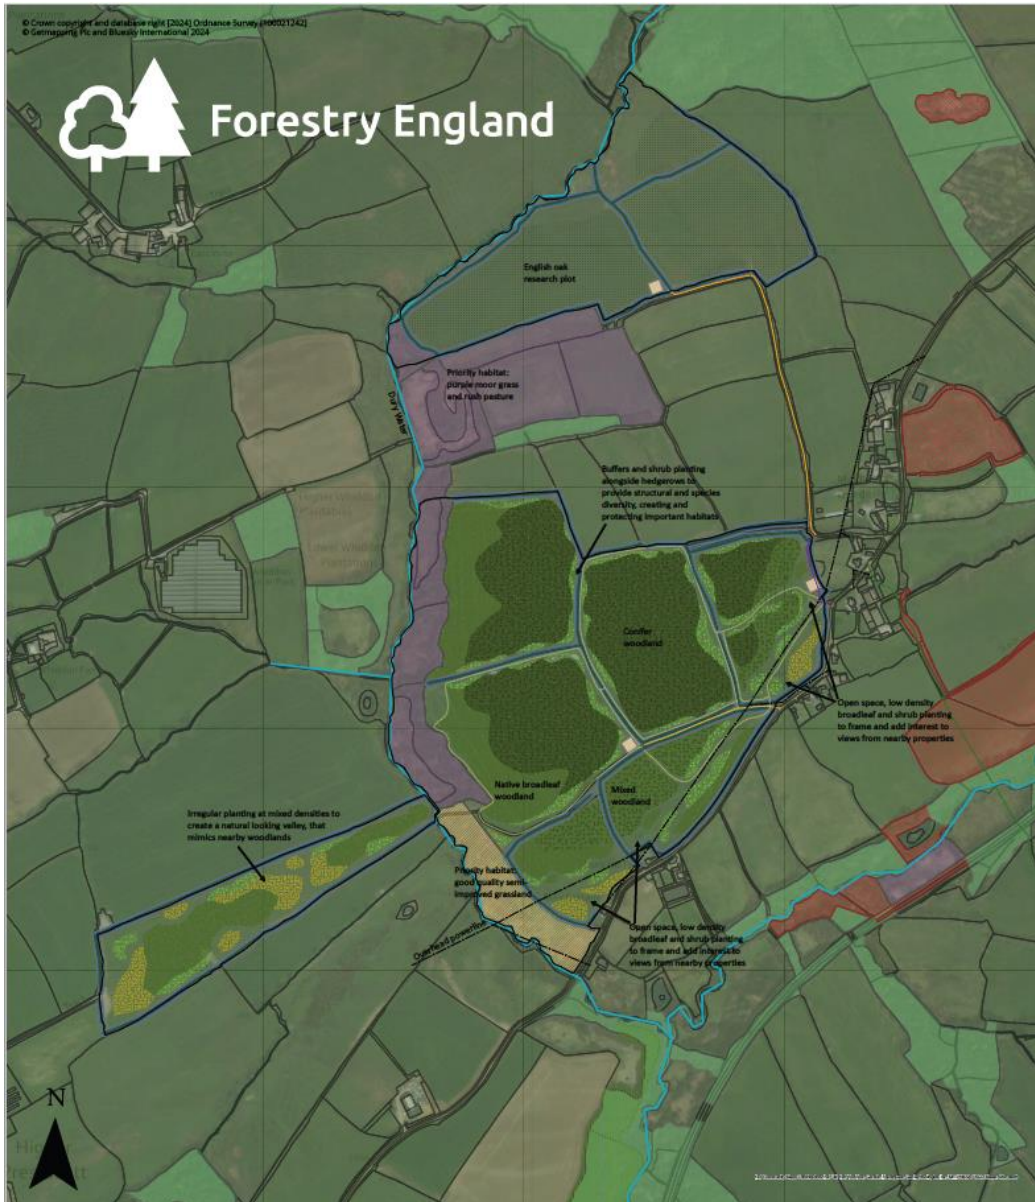 © Crown copyright and database right [2024] Ordnance Survey [100021242]
© Getmapping Plc and Bluesky International 2024
Forestry England
English oak
research plot
Priority habitat:
purple moor grass
and rush pasture
Buffers and shrub planting
alongside hedgerows to
provide structural and species
diversity, creating and
protecting important habitats
Conifer
woodland
Open space, low density
broadleaf and shrub planting
to frame and add interest to
views from nearby properties
Native broadleaf
woodland
Mixed
woodland
Irregular planting at mixed densities to
create a natural looking valley, that
mimics nearby woodlands
Priority habitat:
good quality semi-
improved grassland
Overhead powerline
Open space, low density
broadleaf and shrub planting
to frame and add interest to
views from nearby properties
N